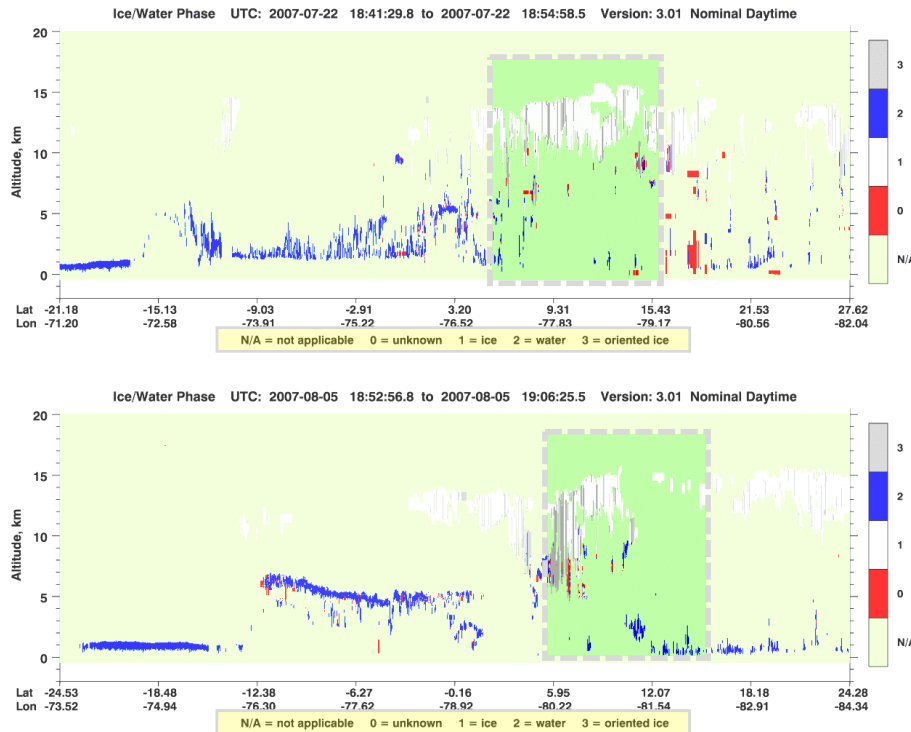 Ice/Water Phase UTC: 2007-07-22 18:41:29.8 to 2007-07-22 18:54:58.5 Version: 3.01 Nominal Daytime
20
15
10
5
0
Altitude, km
3
2
1
0
N/A
Lat -21.18 -15.13 -9.03 -2.91 3.20 9.31 15.43 21.53 27.62
Lon -71.20 -72.58 -73.91 -75.22 -76.52 -77.83 -79.17 -80.56 -82.04
N/A = not applicable 0 = unknown 1 = ice 2 = water 3 = oriented ice
Ice/Water Phase UTC: 2007-08-05 18:52:56.8 to 2007-08-05 19:06:25.5 Version: 3.01 Nominal Daytime
20
15
10
5
0
Altitude, km
3
2
1
0
N/A
Lat -24.53 -18.48 -12.38 -6.27 -0.16 5.95 12.07 18.18 24.28
Lon -73.52 -74.94 -76.30 -77.62 -78.92 -80.22 -81.54 -82.91 -84.34
N/A = not applicable 0 = unknown 1 = ice 2 = water 3 = oriented ice